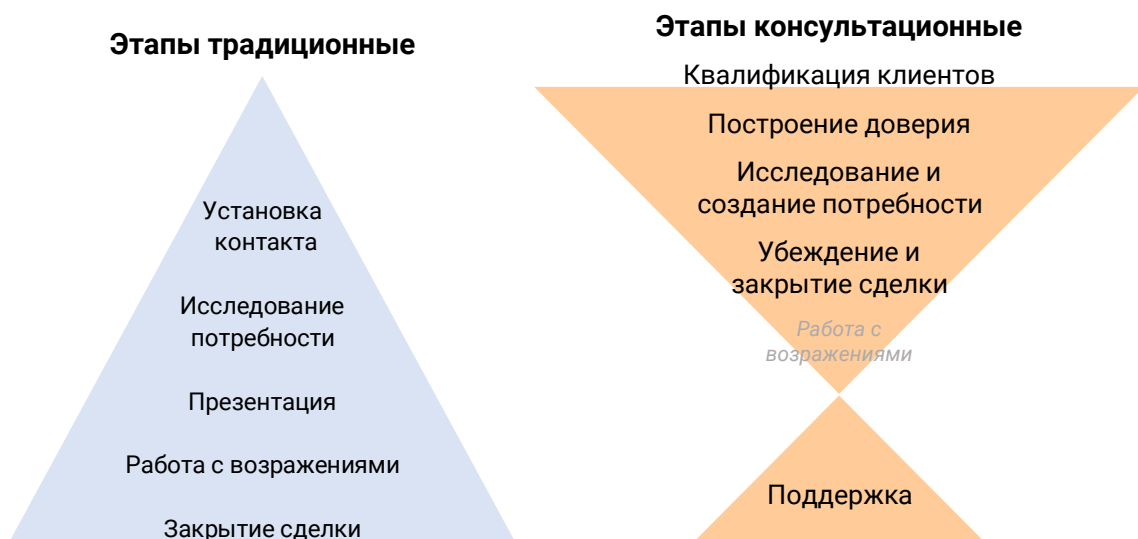 Этапы традиционные
Установка
контакта
Исследование
потребности
Презентация
Работа с возражениями
Закрытие сделки
Этапы консультационные
Квалификация клиентов
Построение доверия
Исследование и
создание потребности
Убеждение и
закрытие сделки
Работа с
возражениями
Поддержка